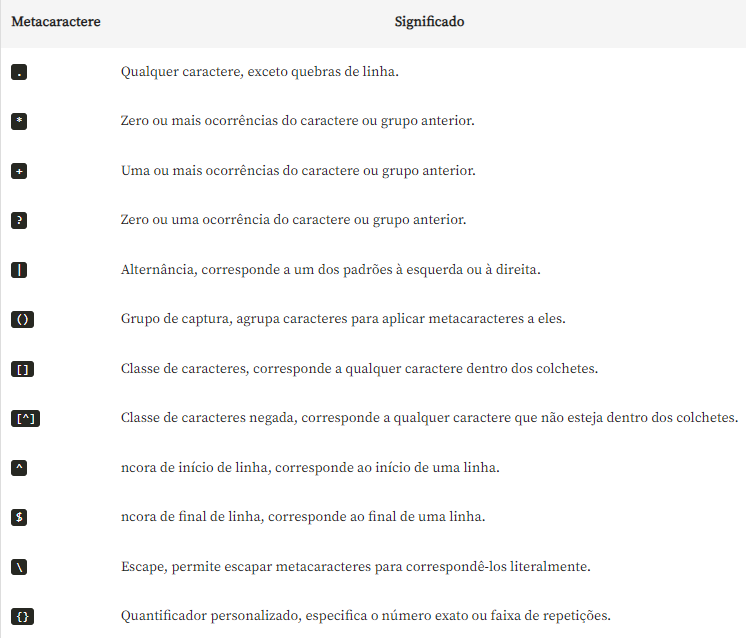 Metacaractere Significado
. Qualquer caractere, exceto quebras de linha.
* Zero ou mais ocorrências do caractere ou grupo anterior.
+ Uma ou mais ocorrências do caractere ou grupo anterior.
? Zero ou uma ocorrência do caractere ou grupo anterior.
| Alternância, corresponde a um dos padrões à esquerda ou à direita.
() Grupo de captura, agrupa caracteres para aplicar metacaracteres a eles.
[] Classe de caracteres, corresponde a qualquer caractere dentro dos colchetes.
[^] Classe de caracteres negada, corresponde a qualquer caractere que não esteja dentro dos colchetes.
^ ncora de início de linha, corresponde ao início de uma linha.
$ ncora de final de linha, corresponde ao final de uma linha.
\ Escape, permite escapar metacaracteres para correspondê-los literalmente.
{} Quantificador personalizado, especifica o número exato ou faixa de repetições.